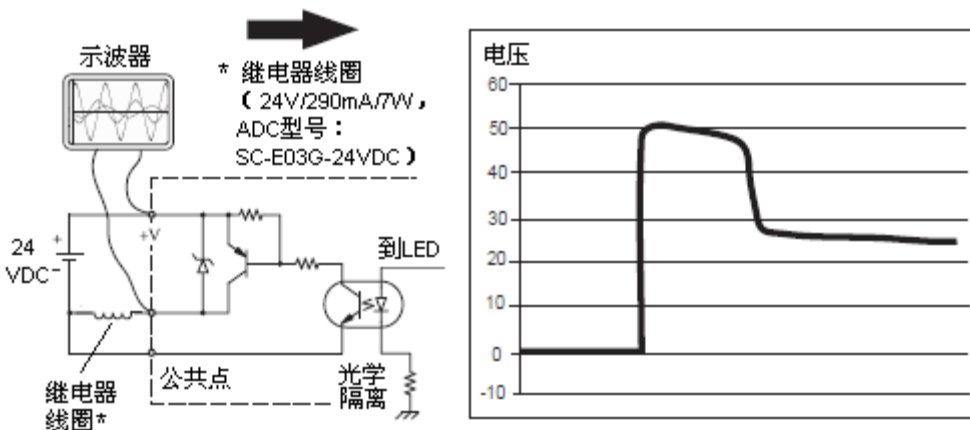 示波器
* 继电器线圈
（24V/290mA/7W，
ADC型号：
SC-E03G-24VDC）
+V
24
+
VDC
-
到LED
公共点
光学
隔离
继电器
线圈*
电压
60
50
40
30
20
10
0
-10